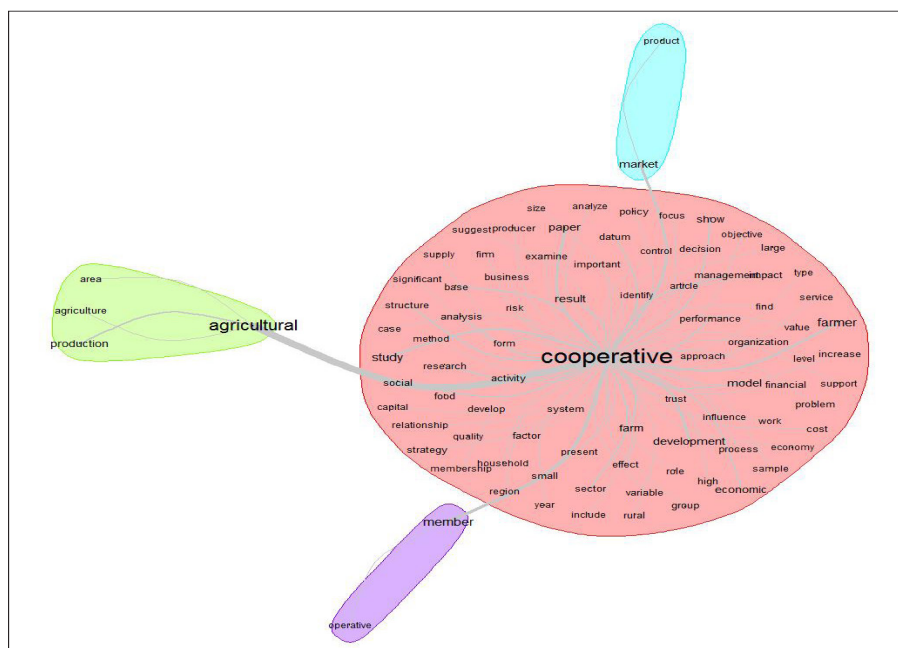 product
market
size analyze policy focus show
suggest producer paper datum control decision objective large
supply firm examine important
significant base business identify article management impact type
structure risk result find service
case analysis performance value farmer
method form organization
study cooperative approach level increase
research activity
social trust model financial support
food
capital develop system influence work problem
relationship farm cost
quality factor development process economy
strategy present
membership household effect role sample
small high
region sector variable economic
year include rural group
area
agriculture agricultural
production
member
operative